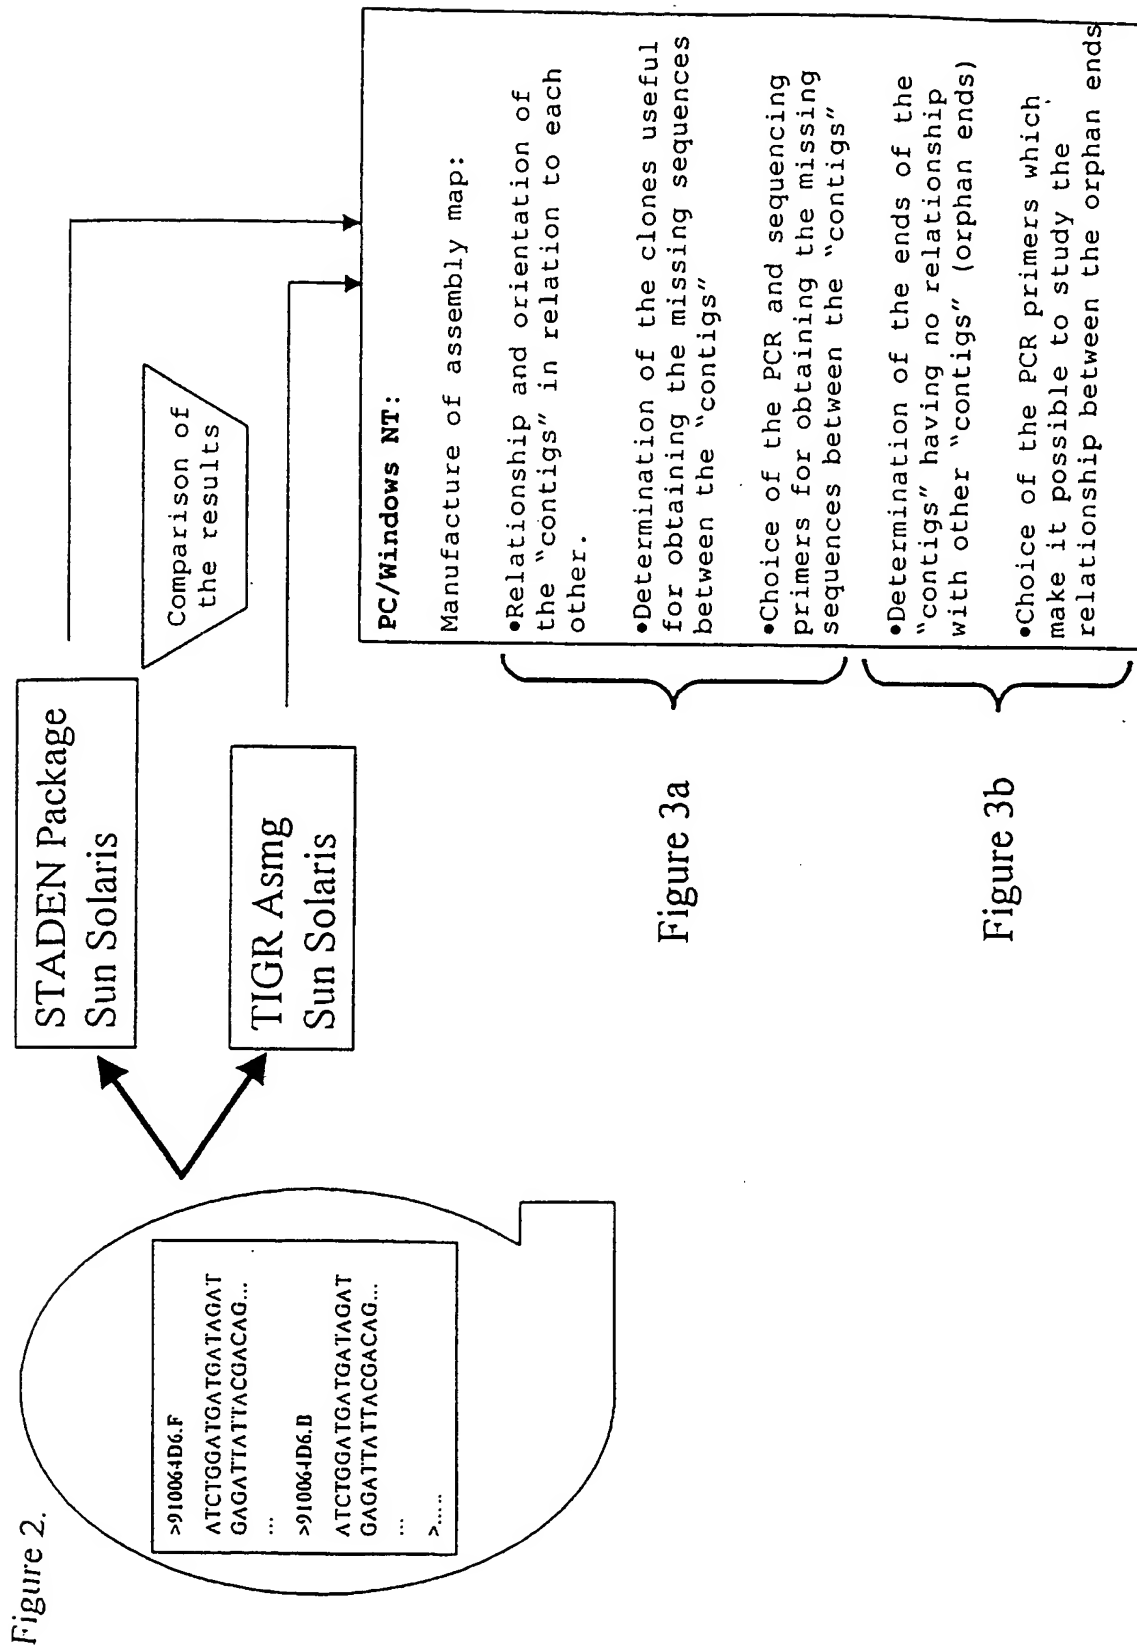 Figure 2.
>910064D6.F
ATCTGGATGATGATAGAT
GAGATTATTACGACAG...
...
>910064D6.B
ATCTGGATGATGATAGAT
GAGATTATTACGACAG...
...
>.....
STADEN Package
Sun Solaris
TIGR Asmg
Sun Solaris
Comparison of
the results
PC/Windows NT:
Manufacture of assembly map:
•Relationship and orientation of
the "contigs" in relation to each
other.
•Determination of the clones useful
for obtaining the missing sequences
between the "contigs"
•Choice of the PCR and sequencing
primers for obtaining the missing
sequences between the "contigs"
•Determination of the ends of the
"contigs" having no relationship
with other "contigs" (orphan ends)
•Choice of the PCR primers which
make it possible to study the
relationship between the orphan ends
Figure 3a
Figure 3b